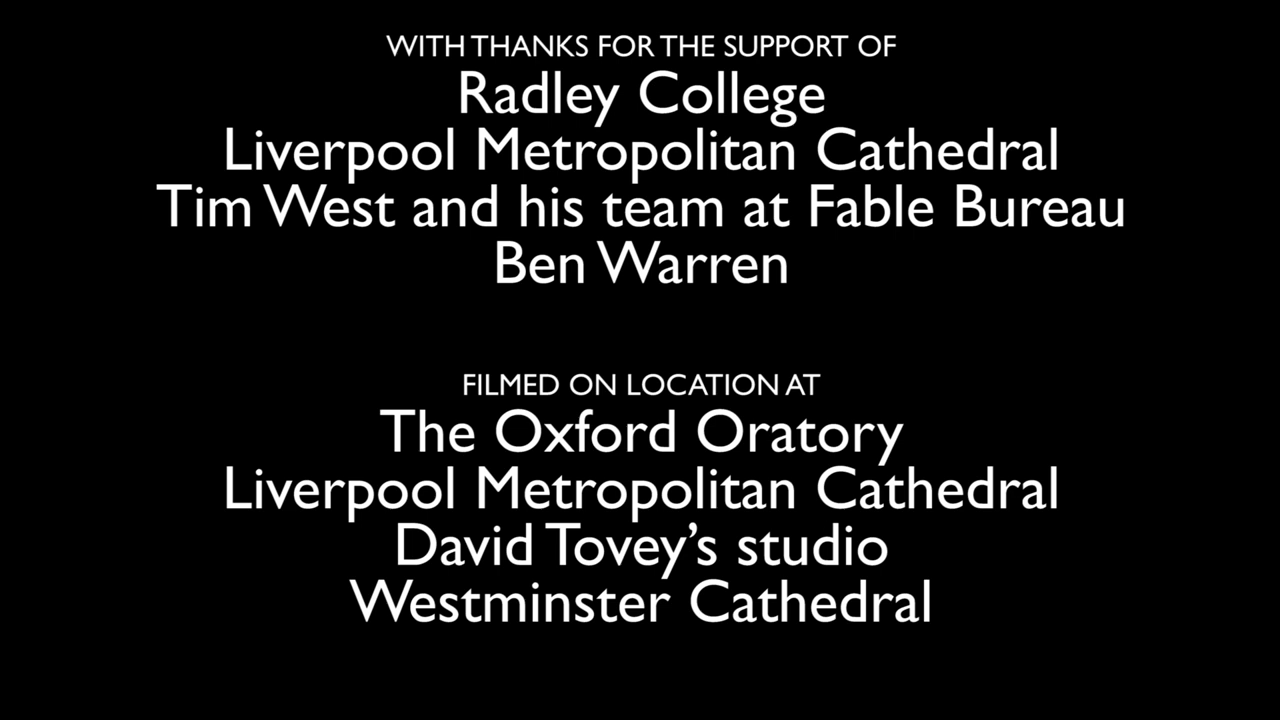 WITH THANKS FOR THE SUPPORT OF
Radley College
Liverpool Metropolitan Cathedral
Tim West and his team at Fable Bureau
Ben Warren
FILMED ON LOCATION AT
The Oxford Oratory
Liverpool Metropolitan Cathedral
David Tovey’s studio
Westminster Cathedral